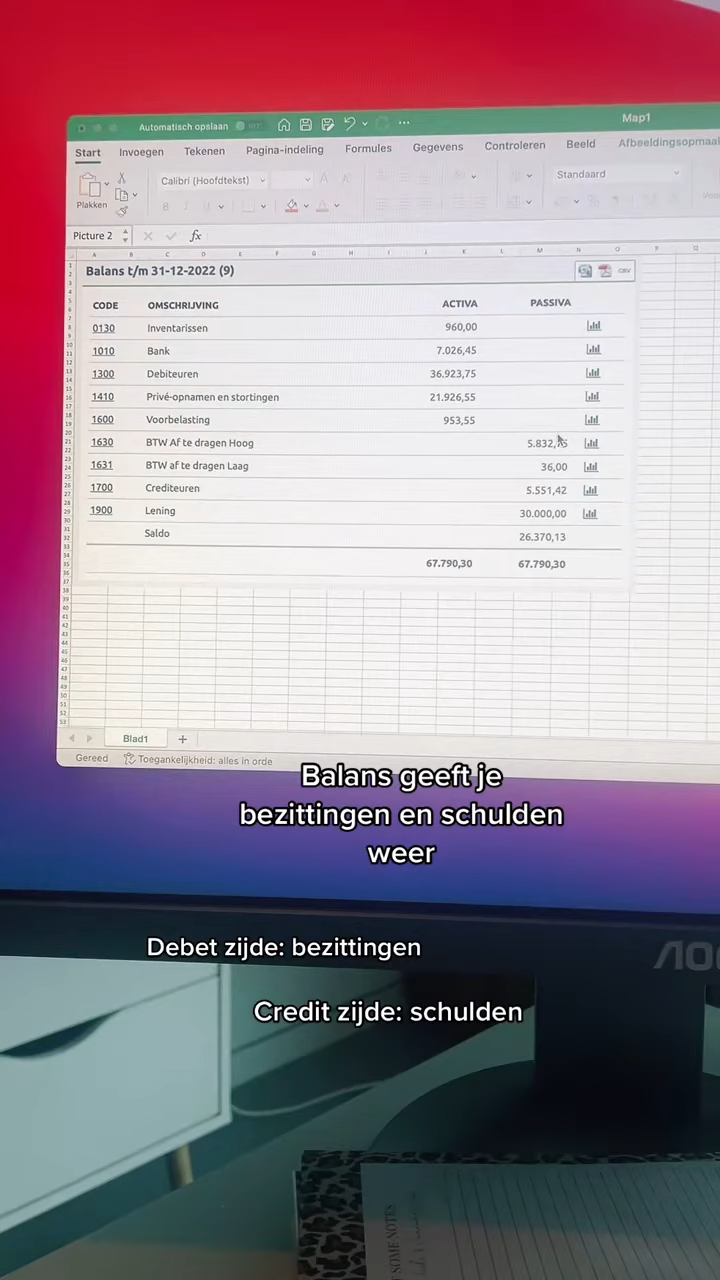 Automatisch opslaan
Map1
Start Invoegen Tekenen Pagina-indeling Formules Gegevens Controleren Beeld Afbeeldingsopmaak
Plakken
Calibri (Hoofdtekst)
Standaard
Picture 2
fx
Balans t/m 31-12-2022 (9)
CSV
CODE OMSCHRIJVING ACTIVA PASSIVA
0130 Inventarissen 960,00
1010 Bank 7.026,45
1300 Debiteuren 36.923,75
1410 Privé-opnamen en stortingen 21.926,55
1600 Voorbelasting 953,55
1630 BTW Af te dragen Hoog
1631 BTW af te dragen Laag 36,00
1700 Crediteuren 5.551,42
1900 Lening 30.000,00
Saldo 26.370,13
67.790,30 67.790,30
Blad1 +
Gereed Toegankelijkheid: alles in orde
Balans geeft je
bezittingen en schulden
weer
Debet zijde: bezittingen
AOC
Credit zijde: schulden
SOME NOTES